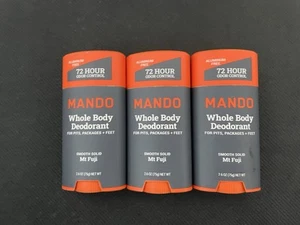 72 HOUR
ODOR CONTROL
MANDO
Whole Body
Deodorant
FOR PITS, PACKAGES + FEET
SMOOTH SOLID
Mt Fuji
72 HOUR
ODOR CONTROL
MANDO
Whole Body
Deodorant
FOR PITS, PACKAGES + FEET
SMOOTH SOLID
Mt Fuji
72 HOUR
ODOR CONTROL
MANDO
Whole Body
Deodorant
FOR PITS, PACKAGES + FEET
SMOOTH SOLID
Mt Fuji